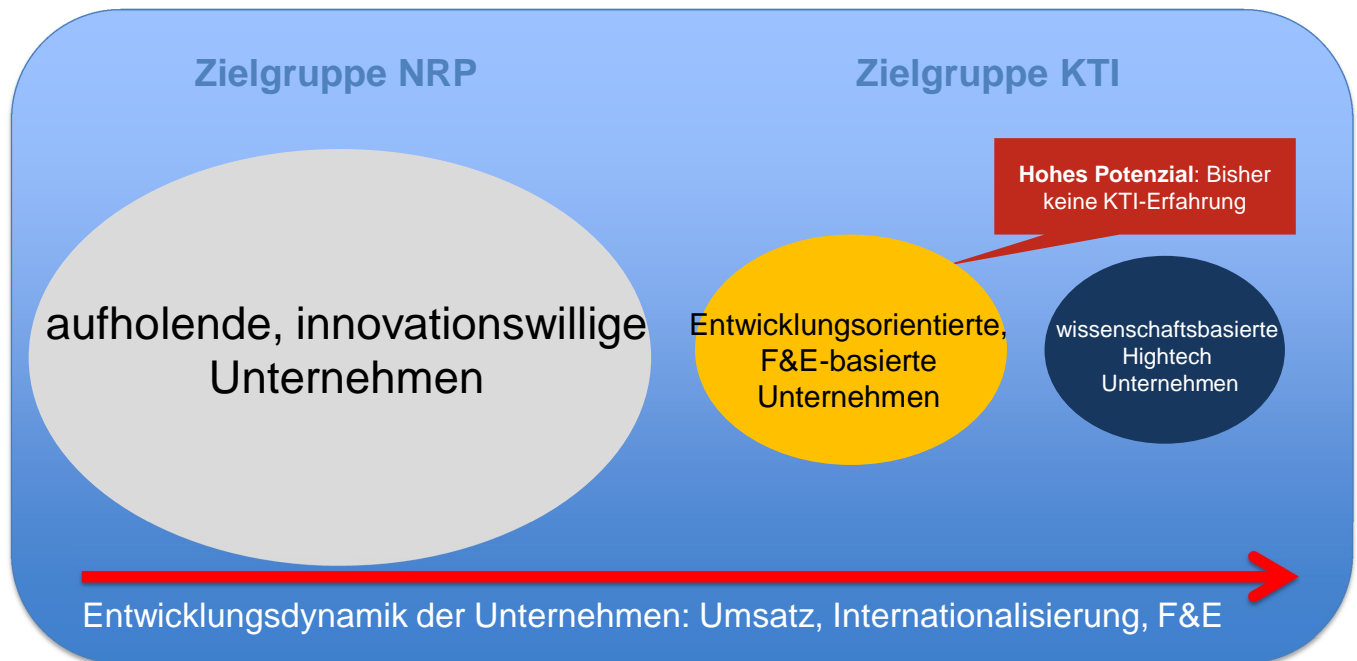 Zielgruppe NRP
Zielgruppe KTI
Hohes Potenzial: Bisher
keine KTI-Erfahrung
aufholende, innovationswillige
Unternehmen
Entwicklungsorientierte,
F&E-basierte
Unternehmen
wissenschaftsbasierte
Hightech
Unternehmen
Entwicklungsdynamik der Unternehmen: Umsatz, Internationalisierung, F&E